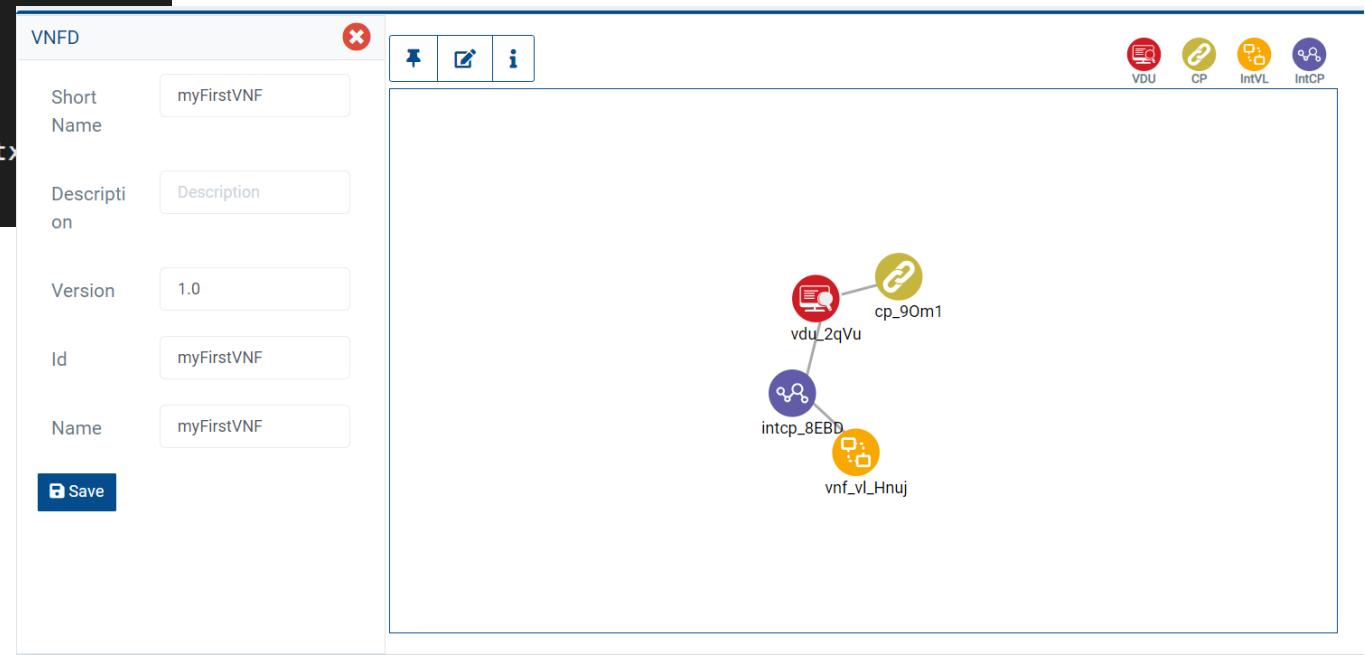 VNFD
Short
Name
myFirstVNF
Descripti
on
Description
Version
1.0
Id
myFirstVNF
Name
myFirstVNF
Save
VDU
CP
IntVL
IntCP
cp_9Om1
vdu_2qVu
intcp_8EBD
vnf_vl_Hnuj